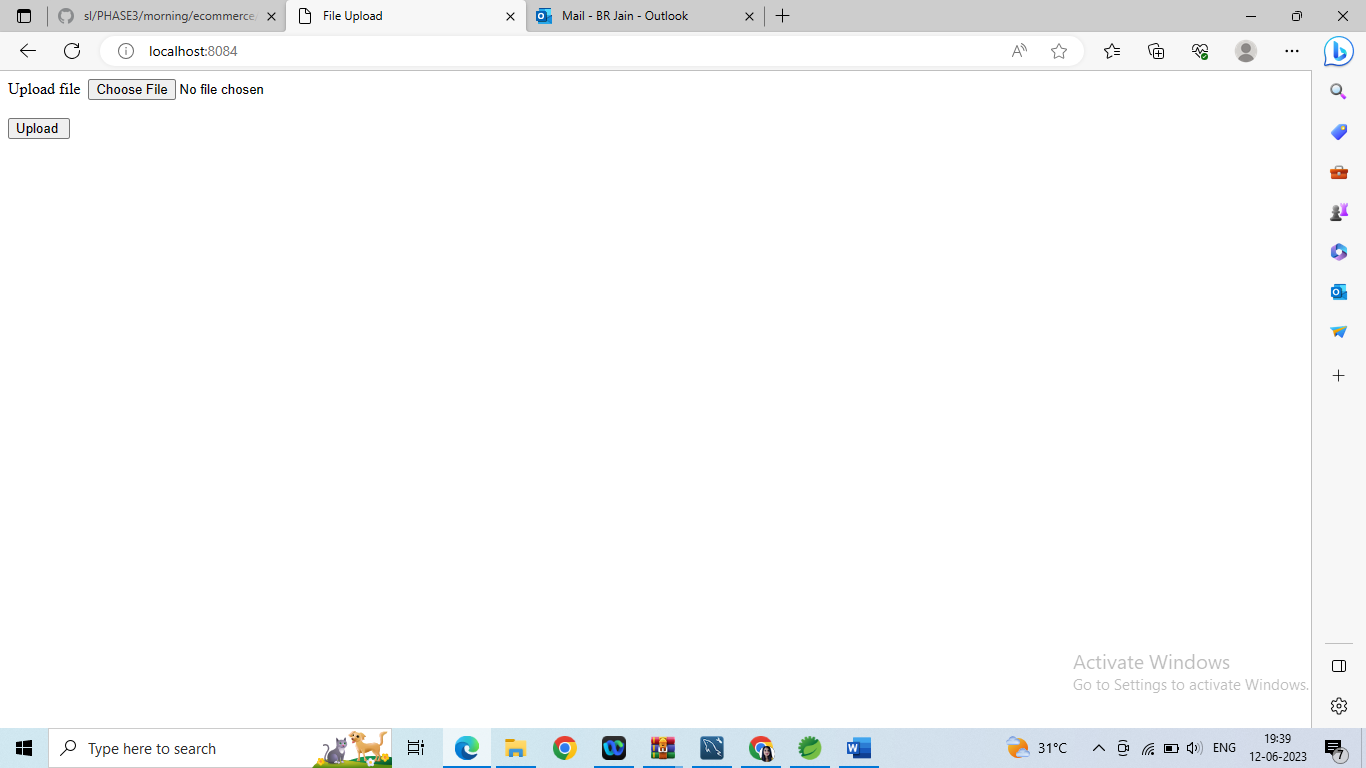 sl/PHASE3/morning/ecommerce/
File Upload
Mail - BR Jain - Outlook
localhost:8084
Upload file Choose File No file chosen
Upload
Activate Windows
Go to Settings to activate Windows.
Type here to search
31°C
ENG
19:39
12-06-2023
7